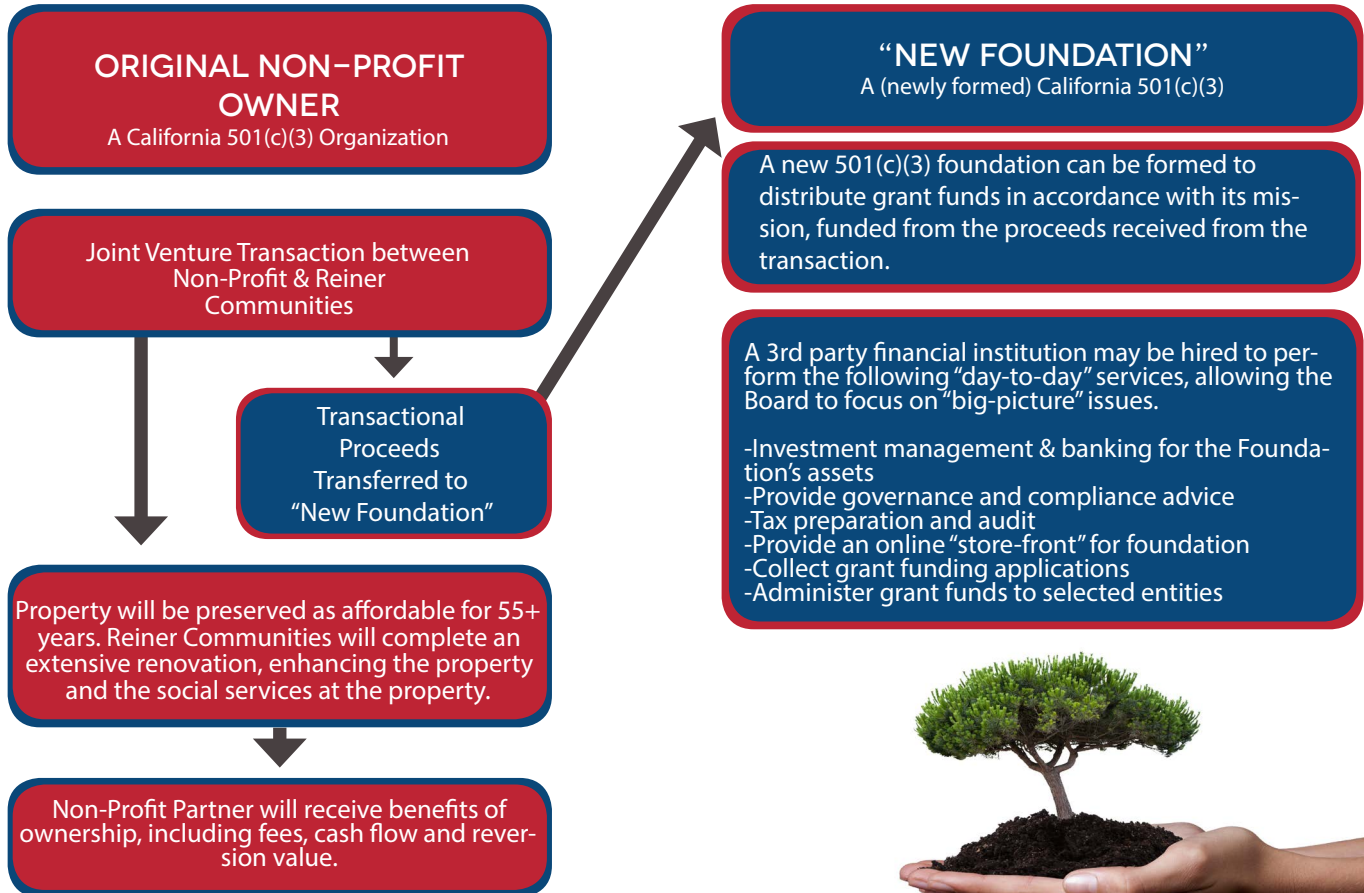 ORIGINAL NON-PROFIT
OWNER
A California 501(c)(3) Organization
Joint Venture Transaction between
Non-Profit & Reiner
Communities
Transactional
Proceeds
Transferred to
“New Foundation”
Property will be preserved as affordable for 55+
years. Reiner Communities will complete an
extensive renovation, enhancing the property
and the social services at the property.
Non-Profit Partner will receive benefits of
ownership, including fees, cash flow and rever-
sion value.
“NEW FOUNDATION”
A (newly formed) California 501(c)(3)
A new 501(c)(3) foundation can be formed to
distribute grant funds in accordance with its mis-
sion, funded from the proceeds received from the
transaction.
A 3rd party financial institution may be hired to per-
form the following “day-to-day” services, allowing the
Board to focus on “big-picture” issues.
-Investment management & banking for the Founda-
tion’s assets
-Provide governance and compliance advice
-Tax preparation and audit
-Provide an online “store-front” for foundation
-Collect grant funding applications
-Administer grant funds to selected entities